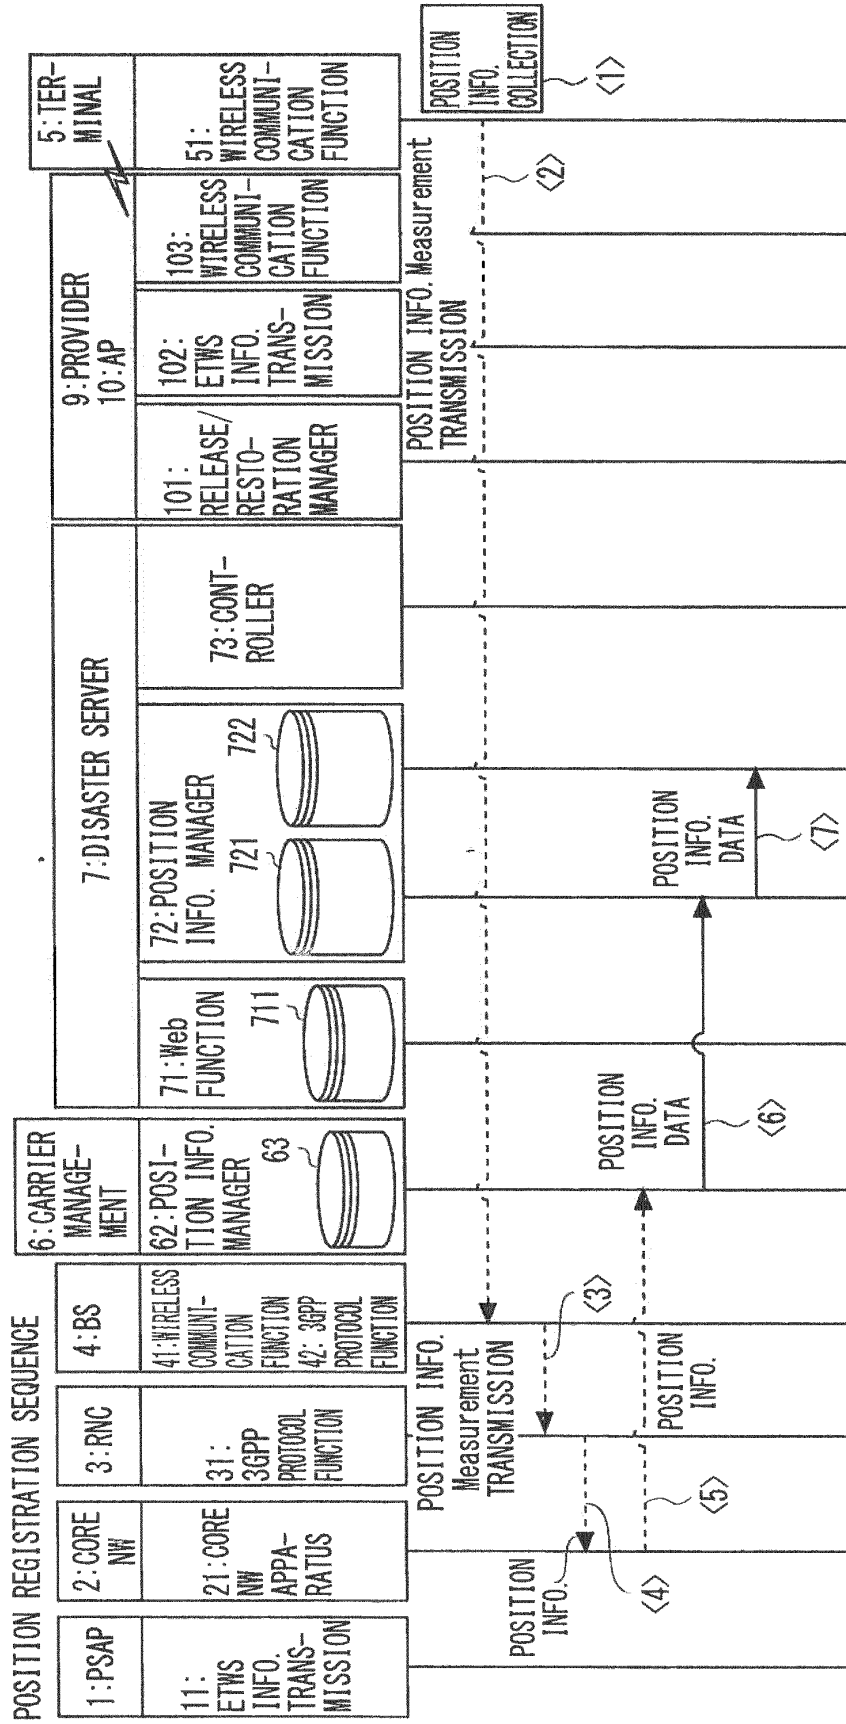 POSITION REGISTRATION SEQUENCE
1:PSAP
11:
ETWS
INFO.
TRANS-
MISSION
2:CORE
NW
21:CORE
NW
APPA-
RATUS
3:RNC
31:
3GPP
PROTOCOL
FUNCTION
4:BS
41:WIRELESS
COMMUNI-
CATION
FUNCTION
42: 3GPP
PROTOCOL
FUNCTION
6:CARRIER
MANAGE-
MENT
62:POSI-
TION INFO.
MANAGER
63
7:DISASTER SERVER
71:Web
FUNCTION
711
72:POSITION
INFO. MANAGER
721
722
73:CONT-
ROLLER
9:PROVIDER
10:AP
101:
RELEASE/
RESTO-
RATION
MANAGER
102:
ETWS
INFO.
TRANS-
MISSION
103:
WIRELESS
COMMUNI-
CATION
FUNCTION
5:TER-
MINAL
51:
WIRELESS
COMMUNI-
CATION
FUNCTION
POSITION
INFO.
COLLECTION
<1>
POSITION INFO. Measurement
TRANSMISSION
<2>
POSITION INFO.
Measurement
TRANSMISSION
<3>
POSITION
INFO.
<4>
POSITION
INFO.
<5>
POSITION
INFO.
DATA
<6>
POSITION
INFO.
DATA
<7>